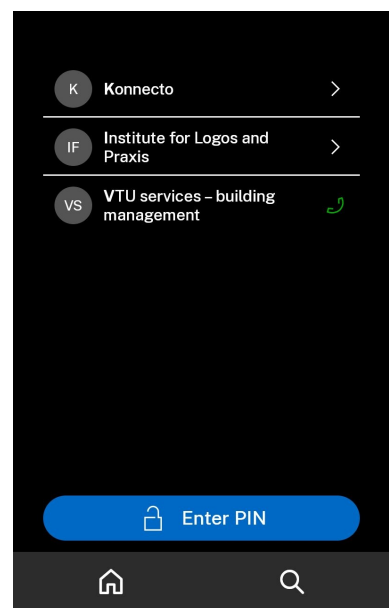 K
Konnecto
IF
Institute for Logos and
Praxis
VS
VTU services – building
management
Enter PIN